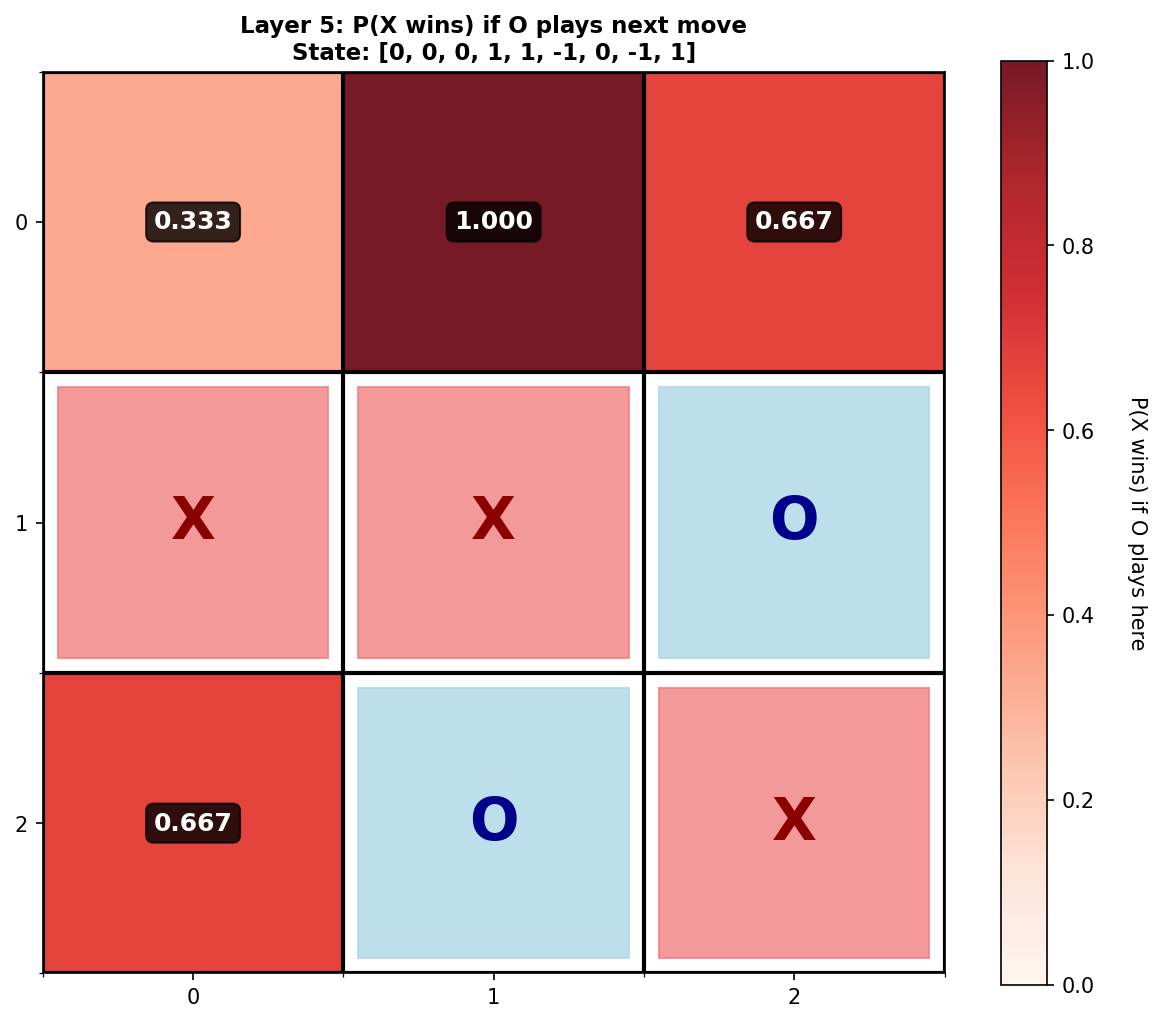 Layer 5: P(X wins) if O plays next move
State: [0, 0, 0, 1, 1, -1, 0, -1, 1]
0
0.333
1.000
0.667
1
X
X
O
2
0.667
O
X
0
1
2
1.0
0.8
0.6
0.4
0.2
0.0
P(X wins) if O plays here